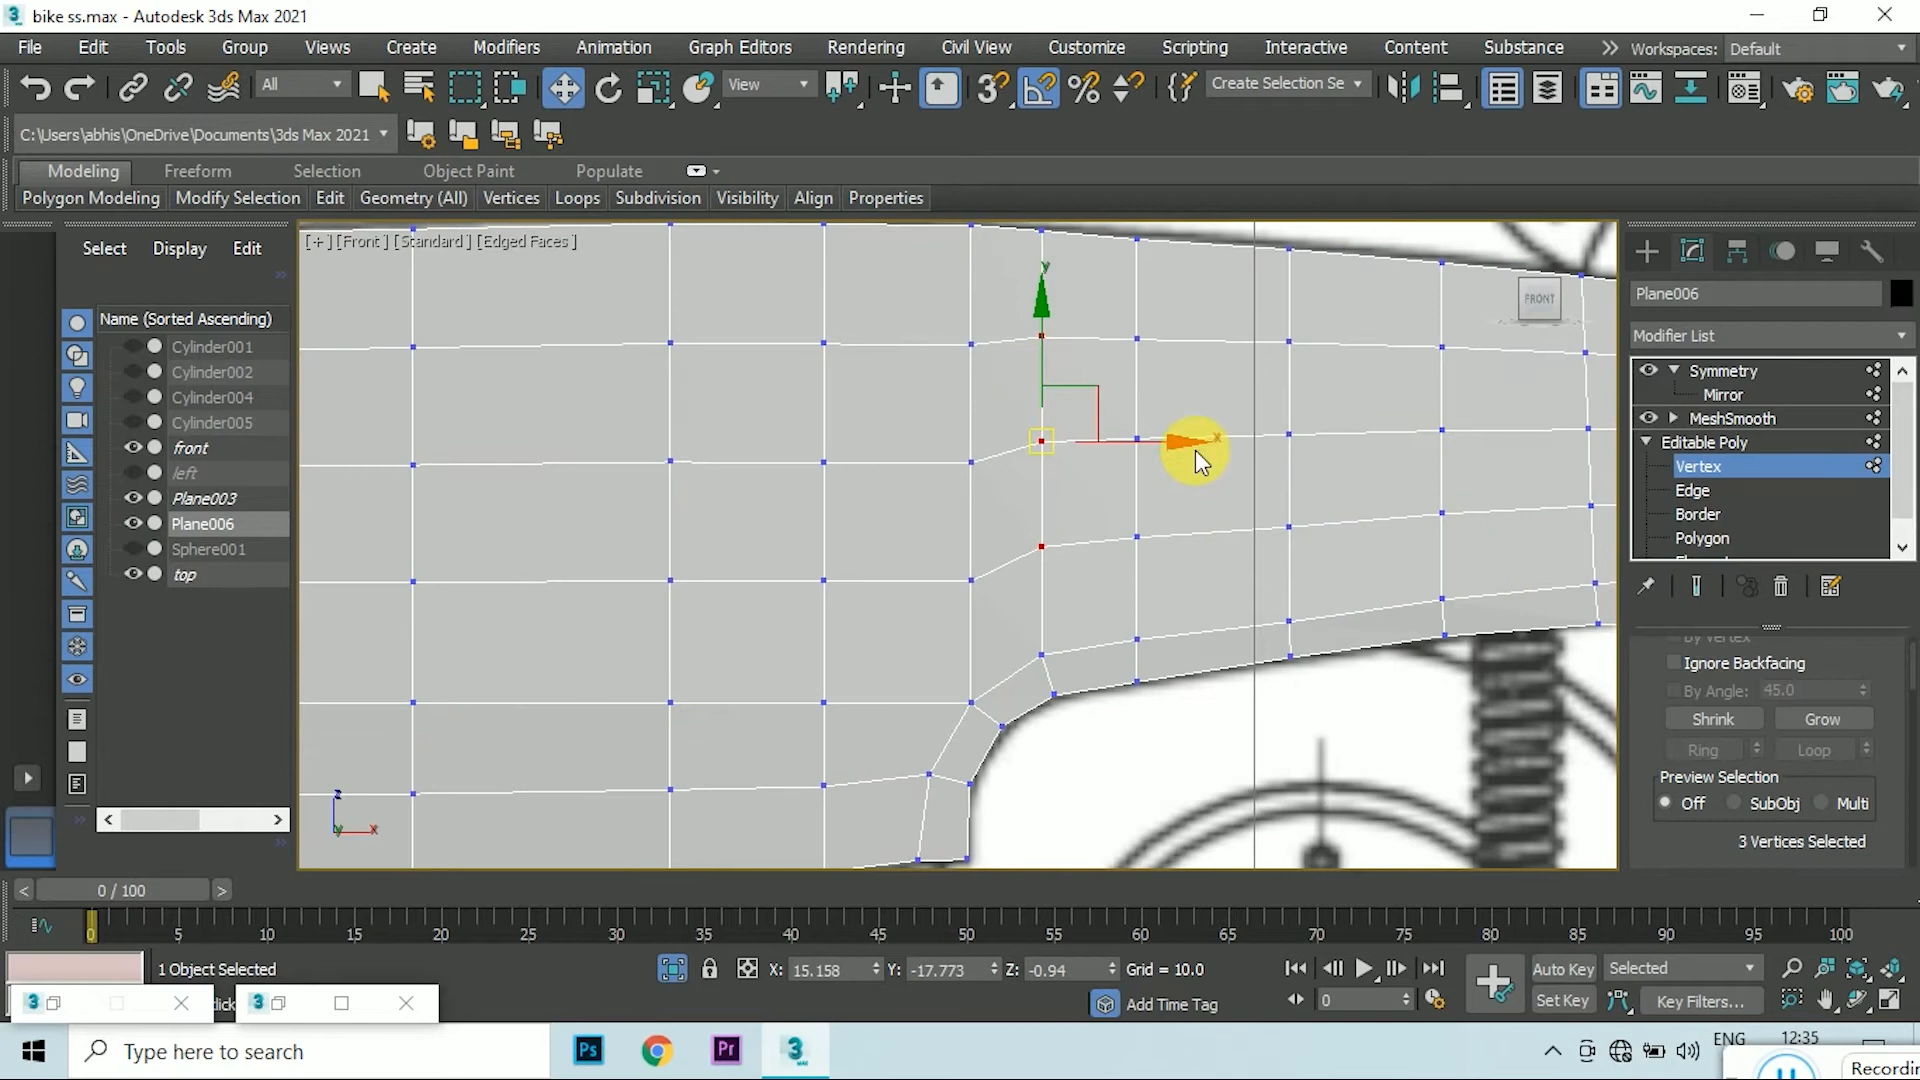 bike ss.max - Autodesk 3ds Max 2021
File Edit Tools Group Views Create Modifiers Animation Graph Editors Rendering Civil View Customize Scripting Interactive Content Substance Workspaces: Default
All View Create Selection Se
C:\Users\abhis\OneDrive\Documents\3ds Max 2021
Modeling Freeform Selection Object Paint Populate
Polygon Modeling Modify Selection Edit Geometry (All) Vertices Loops Subdivision Visibility Align Properties
Select Display Edit
[ + ] [Front ] [Standard ] [Edged Faces ]
Name (Sorted Ascending)
Cylinder001
Cylinder002
Cylinder004
Cylinder005
front
left
Plane003
Plane006
Sphere001
top
y
x
FRONT
z
y
x
Plane006
Modifier List
Symmetry
Mirror
MeshSmooth
Editable Poly
Vertex
Edge
Border
Polygon
By Vertex
Ignore Backfacing
By Angle: 45.0
Shrink Grow
Ring Loop
Preview Selection
Off SubObj Multi
3 Vertices Selected
< 0 / 100 >
0 5 10 15 20 25 30 35 40 45 50 55 60 65 70 75 80 85 90 95 100
1 Object Selected X: 15.158 Y: -17.773 Z: -0.94 Grid = 10.0 Auto Key Selected
3 3 Add Time Tag 0 Set Key Key Filters...
Type here to search Ps Pr 3 ENG 12:35